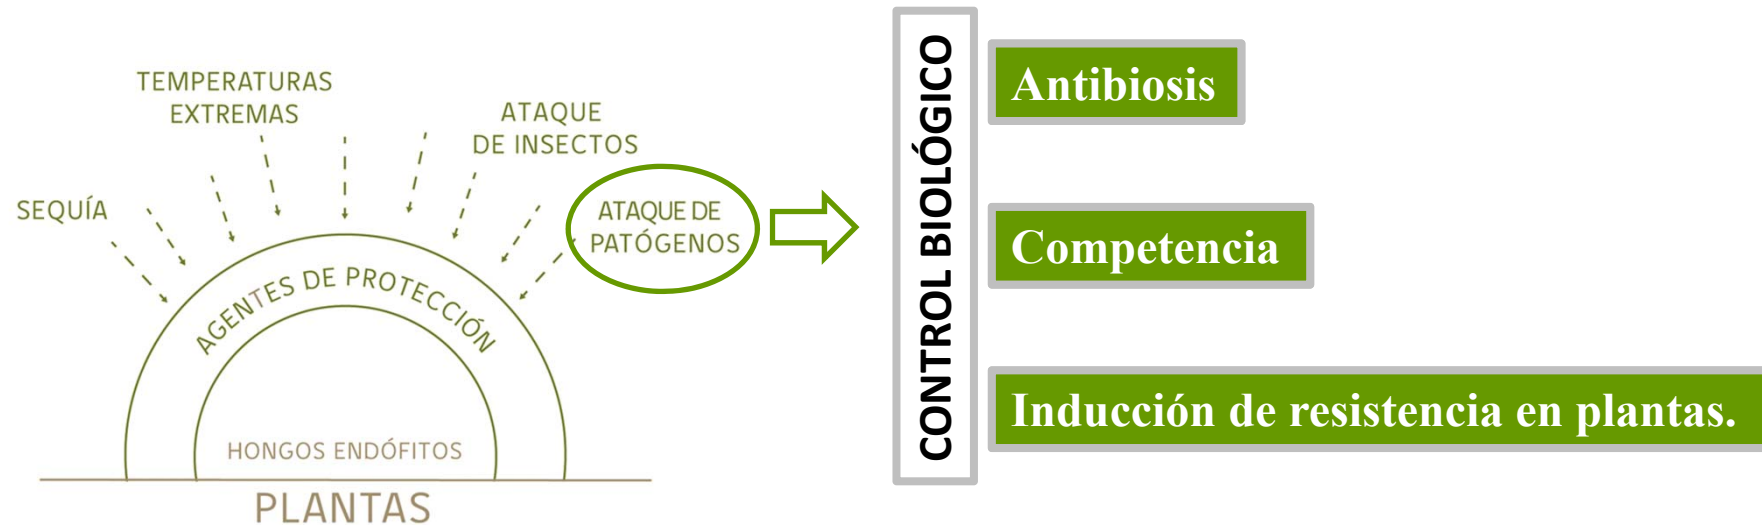 TEMPERATURAS
EXTREMAS
ATAQUE
DE INSECTOS
SEQUÍA
ATAQUE DE
PATÓGENOS
AGENTES DE PROTECCIÓN
HONGOS ENDÓFITOS
PLANTAS
CONTROL BIOLÓGICO
Antibiosis
Competencia
Inducción de resistencia en plantas.